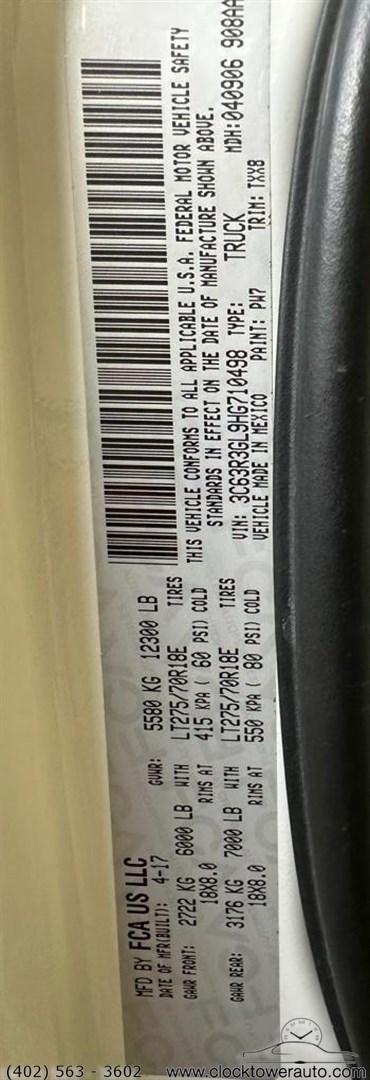 MFD BY FCA US LLC
DATE OF MFR(BUILT): 4-17 GVWR: 5580 KG 12300 LB
GAWR FRONT: 2722 KG 6000 LB WITH LT275/70R18E TIRES
18X8.0 RIMS AT 415 KPA ( 60 PSI) COLD
GAWR REAR: 3176 KG 7000 LB WITH LT275/70R18E TIRES
18X8.0 RIMS AT 550 KPA ( 80 PSI) COLD
THIS VEHICLE CONFORMS TO ALL APPLICABLE U.S.A. FEDERAL MOTOR VEHICLE SAFETY
STANDARDS IN EFFECT ON THE DATE OF MANUFACTURE SHOWN ABOVE.
VIN: 3C63R3GL9HG710498 TYPE: TRUCK MDH: 040906 908AA
VEHICLE MADE IN MEXICO PAINT: PW7 TRIM: TXX8
(402) 563 - 3602 www.clocktowerauto.com